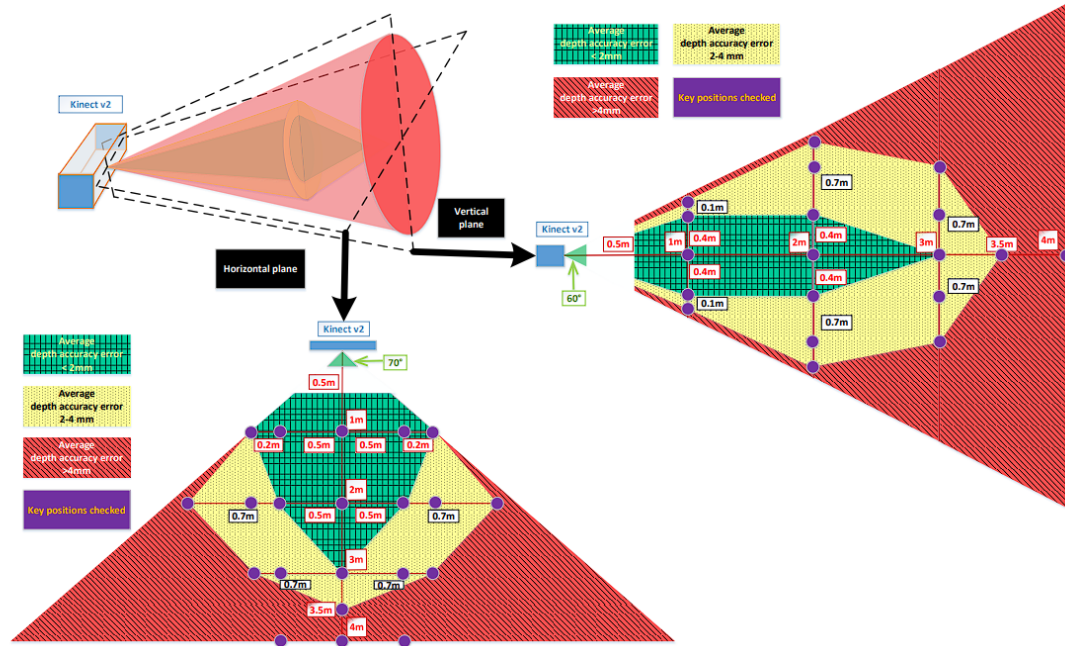 Kinect v2
Average
depth accuracy error
< 2mm
Average
depth accuracy error
2-4 mm
Average
depth accuracy error
>4mm
Key positions checked
Vertical
plane
Horizontal
plane
Kinect v2
60°
0.5m
1m
2m
3m
3.5m
4m
0.1m
0.4m
0.4m
0.1m
0.7m
0.4m
0.4m
0.7m
0.7m
0.7m
Kinect v2
70°
0.5m
1m
0.2m
0.5m
0.5m
0.2m
2m
0.7m
0.5m
0.5m
0.7m
3m
0.7m
0.7m
3.5m
4m
Average
depth accuracy error
< 2mm
Average
depth accuracy error
2-4 mm
Average
depth accuracy error
>4mm
Key positions checked